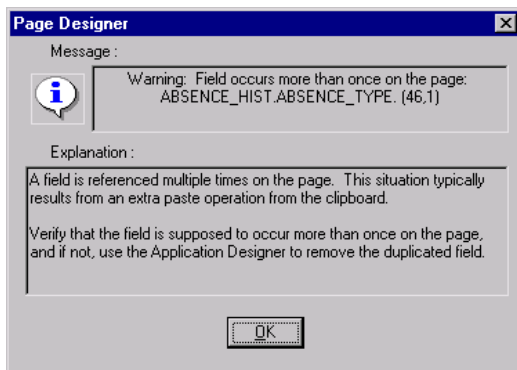 Page Designer
Message :
Warning:  Field occurs more than once on the page:
ABSENCE_HIST.ABSENCE_TYPE. (46,1)
Explanation :
A field is referenced multiple times on the page.  This situation typically
results from an extra paste operation from the clipboard.
Verify that the field is supposed to occur more than once on the page,
and if not, use the Application Designer to remove the duplicated field.
OK